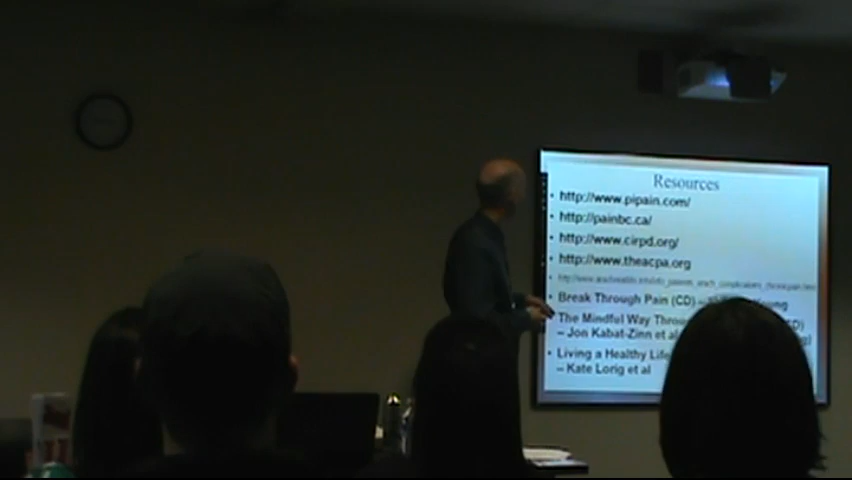 Resources
• http://www.pipain.com/
• http://painbc.ca/
• http://www.cirpd.org/
• http://www.theacpa.org
• Break Through Pain (CD) –
• The Mindful Way CD)
– Jon Kabat-Zinn et al
• Living a Healthy Life
– Kate Lorig et al